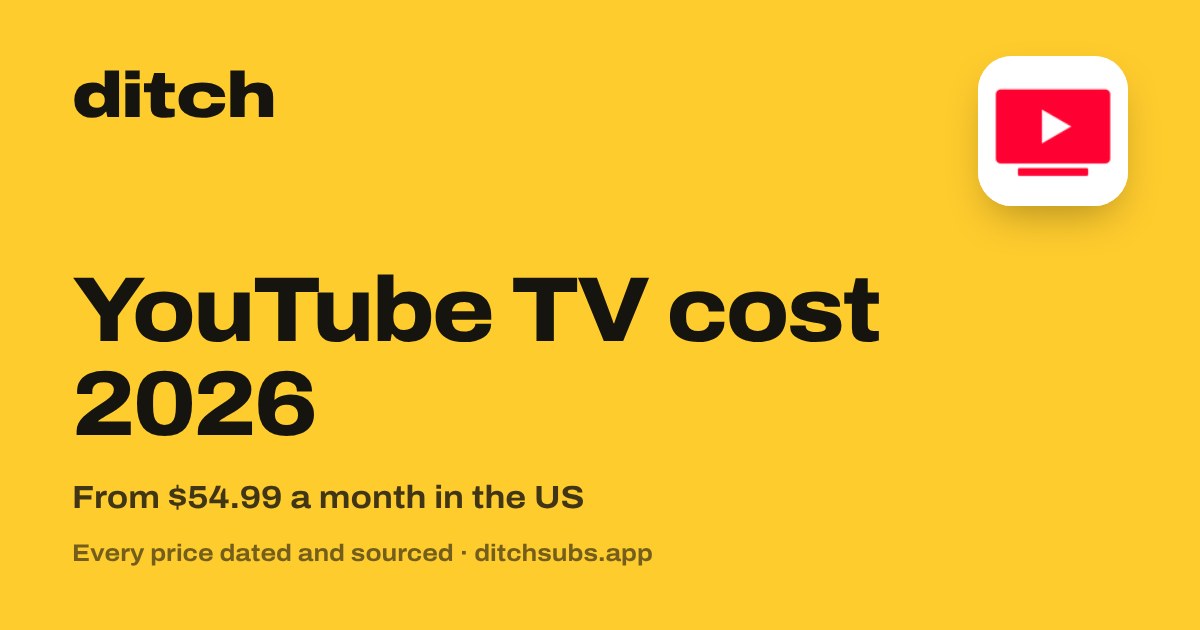 ditch
YouTube TV cost
2026
From $54.99 a month in the US
Every price dated and sourced · ditchsubs.app